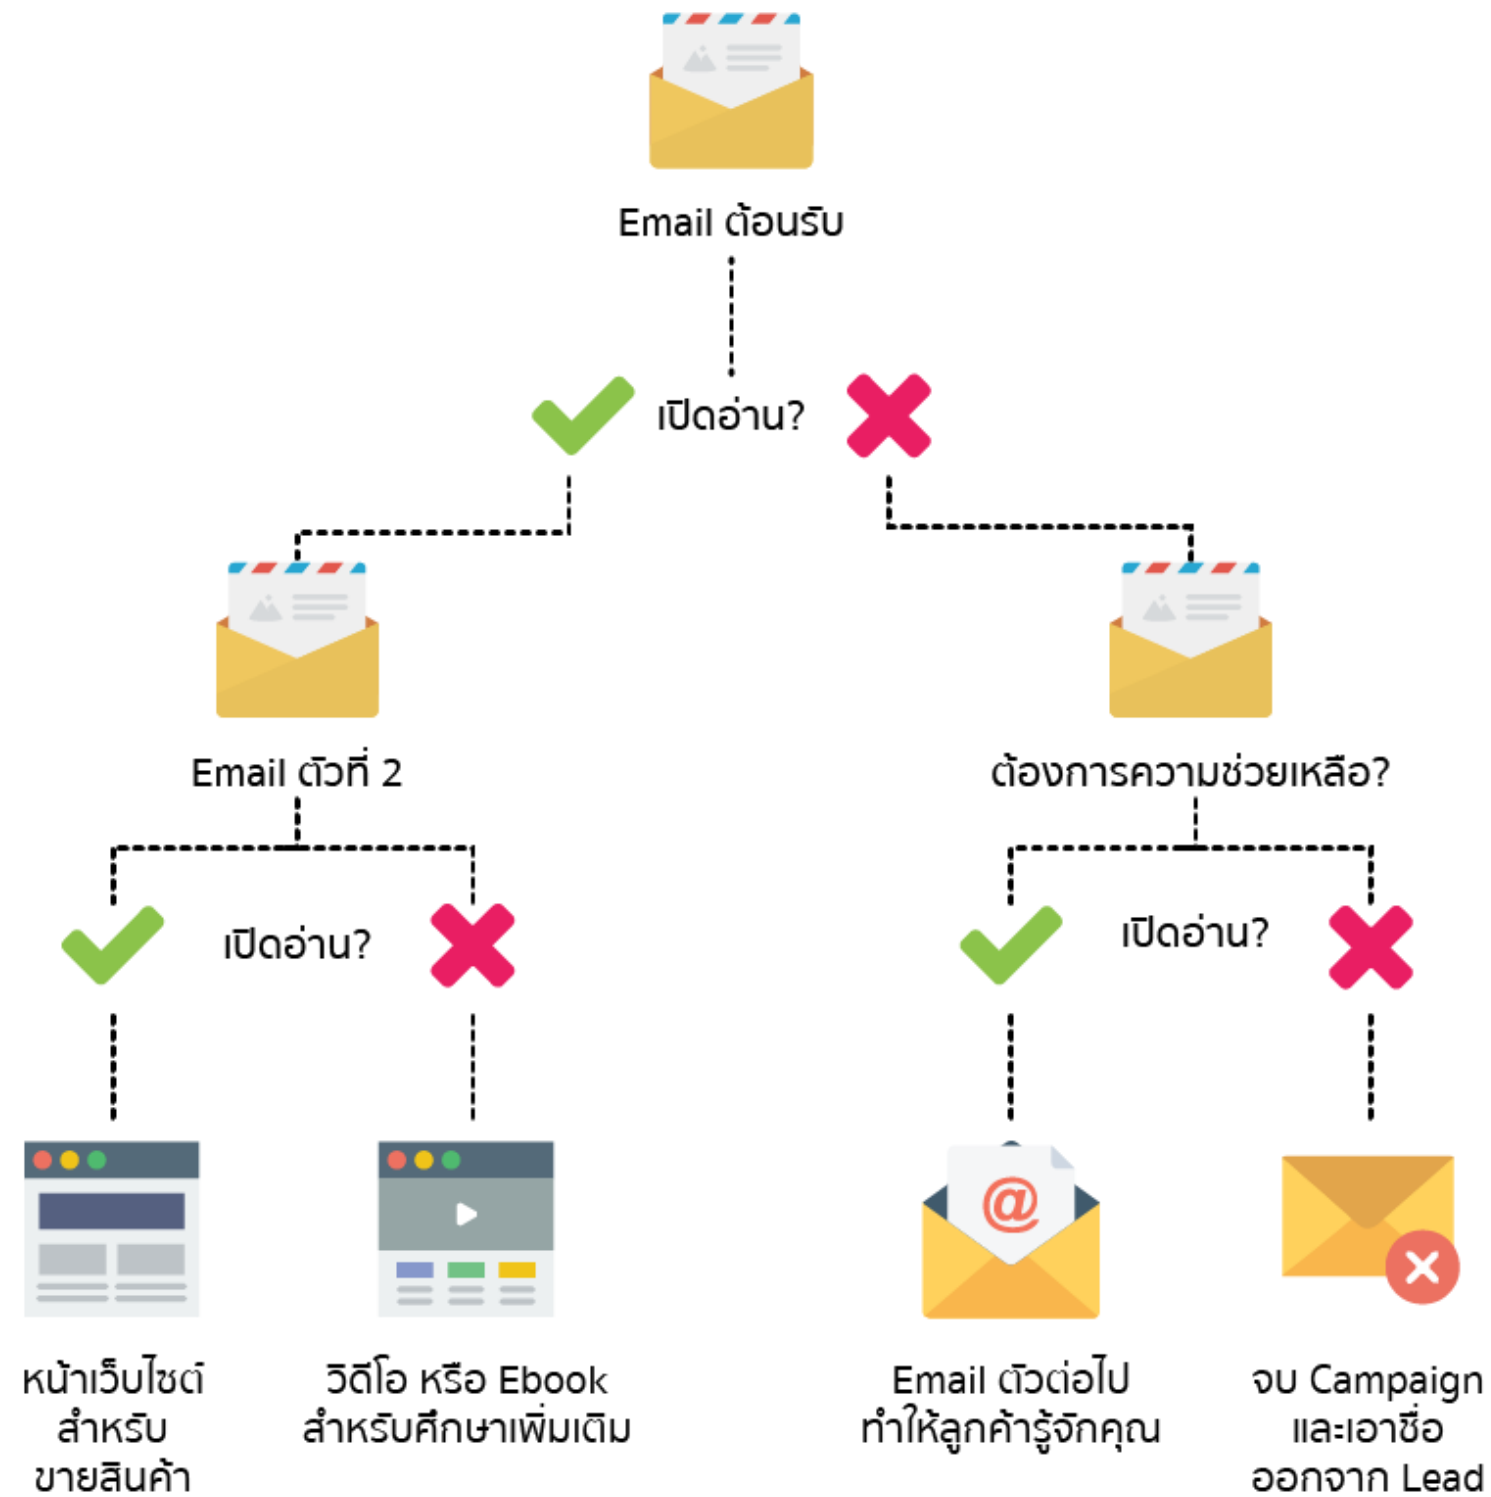 Email ต้อนรับ
เปิดอ่าน?
Email ตัวที่ 2
ต้องการความช่วยเหลือ?
เปิดอ่าน?
เปิดอ่าน?
หน้าเว็บไซต์
สำหรับ
ขายสินค้า
วิดีโอ หรือ Ebook
สำหรับศึกษาเพิ่มเติม
Email ตัวต่อไป
ทำให้ลูกค้ารู้จักคุณ
จบ Campaign
และเอาชื่อ
ออกจาก Lead